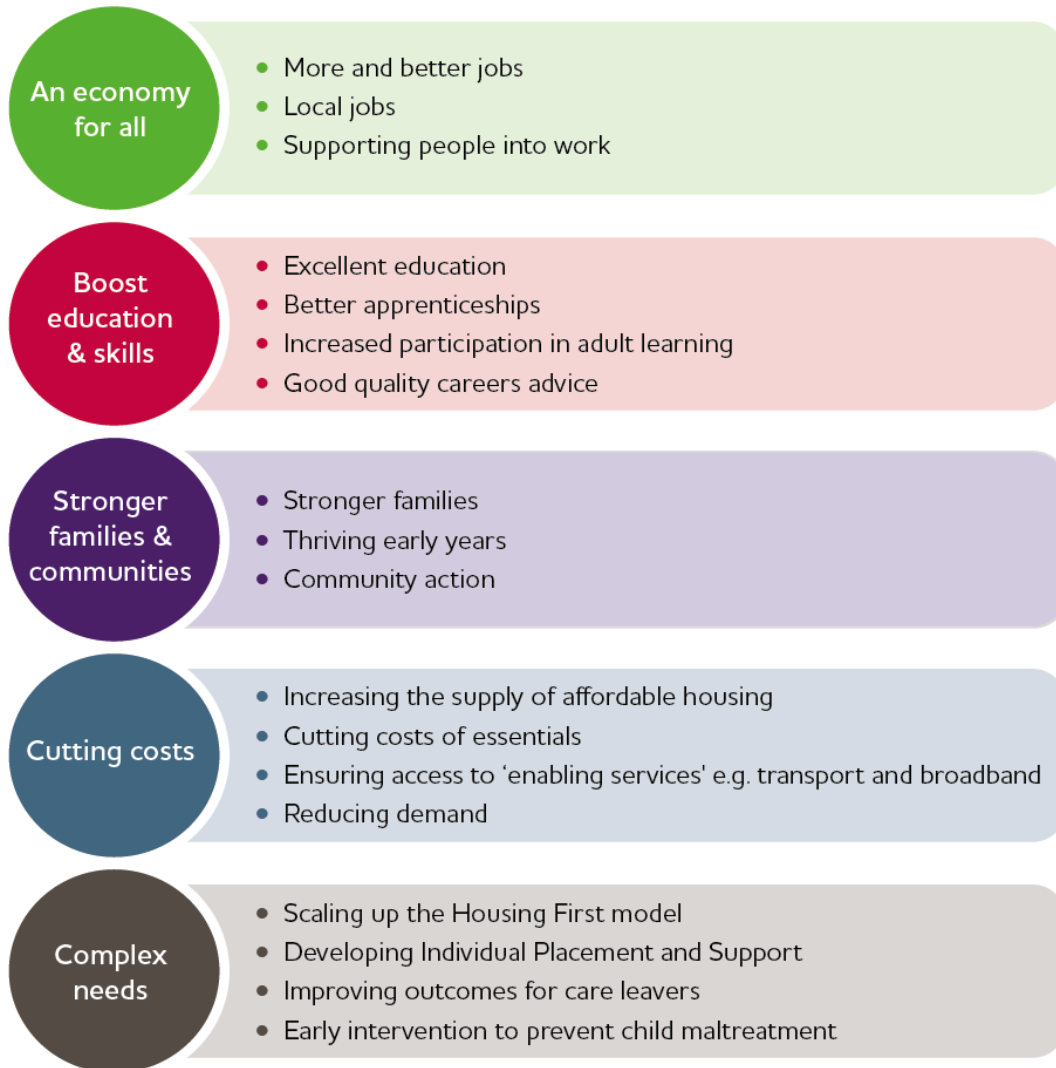 An economy
for all
• More and better jobs
• Local jobs
• Supporting people into work
Boost
education
& skills
• Excellent education
• Better apprenticeships
• Increased participation in adult learning
• Good quality careers advice
Stronger
families &
communities
• Stronger families
• Thriving early years
• Community action
Cutting costs
• Increasing the supply of affordable housing
• Cutting costs of essentials
• Ensuring access to ‘enabling services' e.g. transport and broadband
• Reducing demand
Complex
needs
• Scaling up the Housing First model
• Developing Individual Placement and Support
• Improving outcomes for care leavers
• Early intervention to prevent child maltreatment